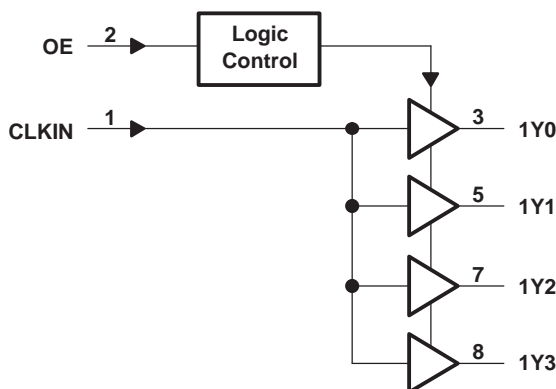 OE 2 Logic
Control
CLKIN 1 3 1Y0
5 1Y1
7 1Y2
8 1Y3